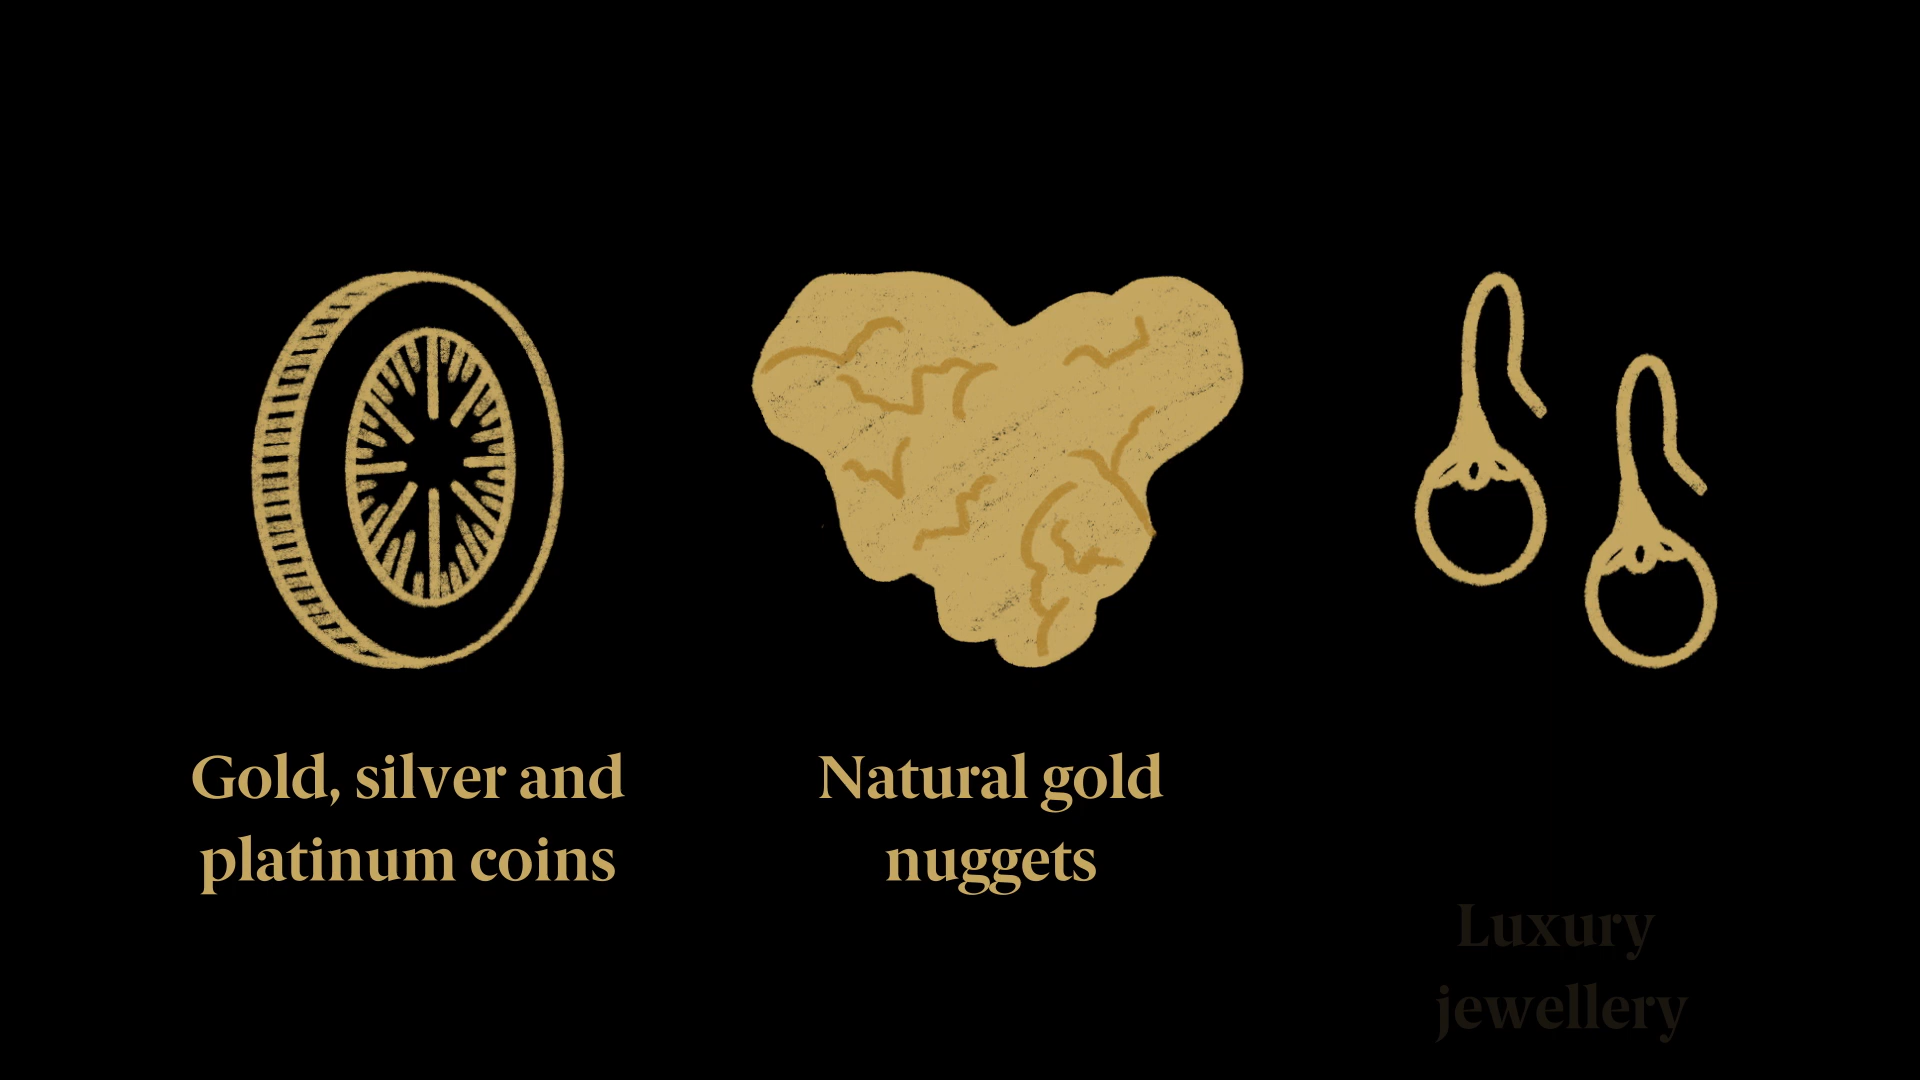 Gold, silver and
platinum coins
Natural gold
nuggets
Luxury
jewellery